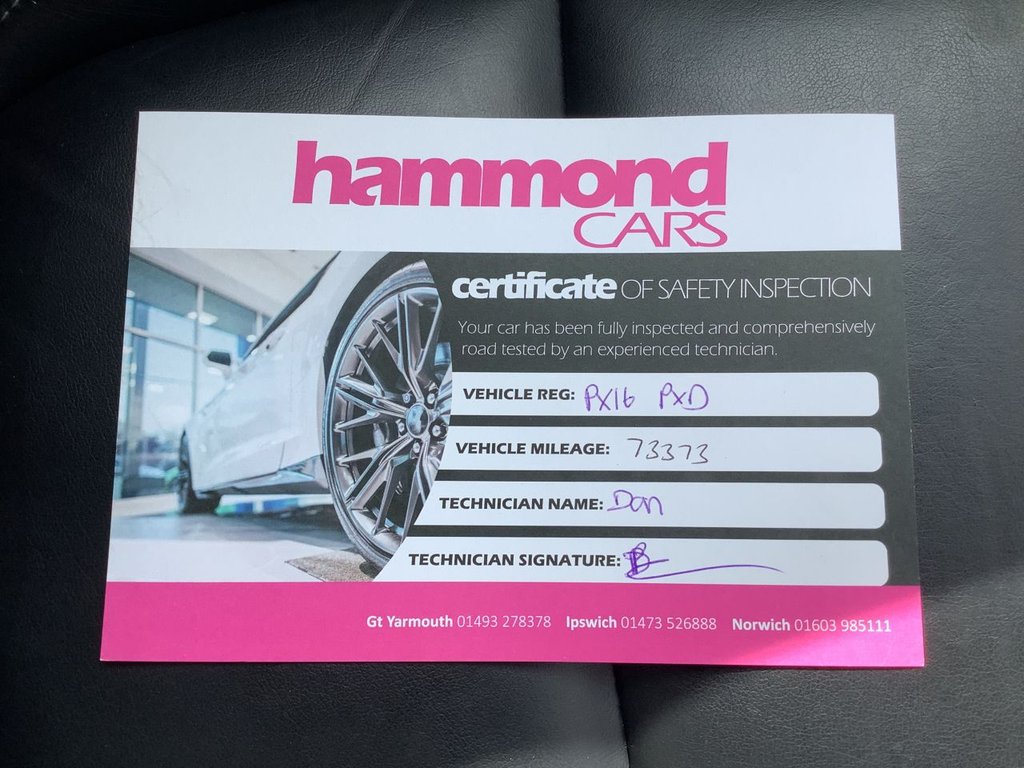 hammond
CARS
certificate OF SAFETY INSPECTION
Your car has been fully inspected and comprehensively
road tested by an experienced technician.
VEHICLE REG: PX16 PXD
VEHICLE MILEAGE: 73373
TECHNICIAN NAME: Dan
TECHNICIAN SIGNATURE:
Gt Yarmouth 01493 278378 Ipswich 01473 526888 Norwich 01603 985111